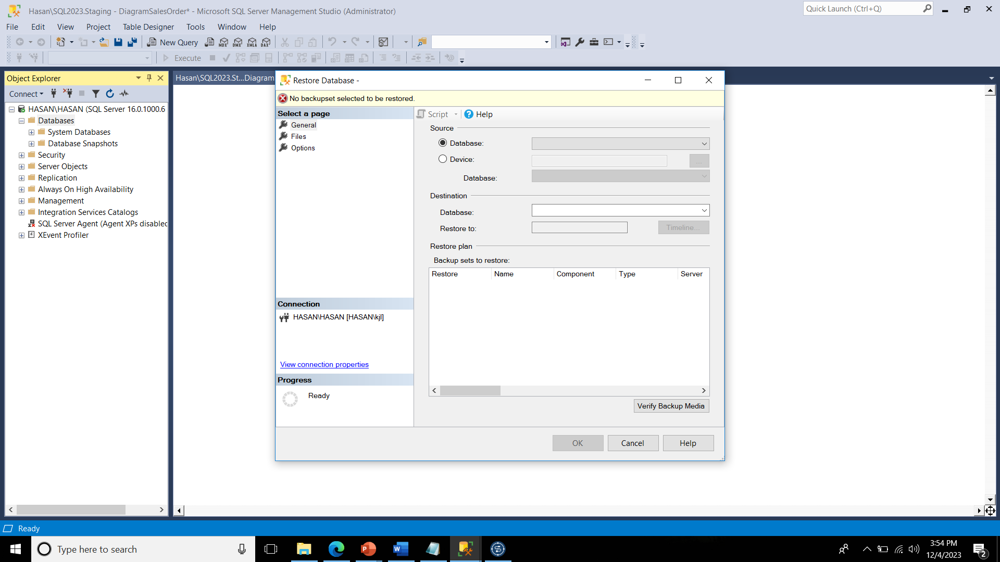 Hasan\SQL2023.Staging - DiagramSalesOrder* - Microsoft SQL Server Management Studio (Administrator)
Quick Launch (Ctrl+Q)
File Edit View Project Table Designer Tools Window Help
New Query MDX DMX XMLA DAX
Execute
Object Explorer
Hasan\SQL2023.St...Diagram
Connect
HASAN\HASAN (SQL Server 16.0.1000.6
Databases
System Databases
Database Snapshots
Security
Server Objects
Replication
Always On High Availability
Management
Integration Services Catalogs
SQL Server Agent (Agent XPs disabled
XEvent Profiler
Restore Database -
No backupset selected to be restored.
Select a page
General
Files
Options
Connection
HASAN\HASAN [HASAN\kjl]
View connection properties
Progress
Ready
Script Help
Source
Database:
Device:
...
Database:
Destination
Database:
Restore to:
Timeline...
Restore plan
Backup sets to restore:
Restore Name Component Type Server
Verify Backup Media
OK Cancel Help
Ready
Type here to search
3:54 PM
12/4/2023
2